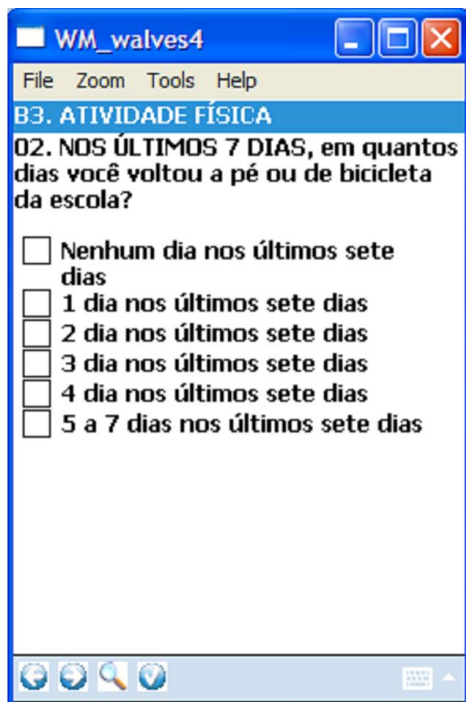 WM_walves4
File Zoom Tools Help
B3. ATIVIDADE FÍSICA
02. NOS ÚLTIMOS 7 DIAS, em quantos
dias você voltou a pé ou de bicicleta
da escola?
Nenhum dia nos últimos sete
dias
1 dia nos últimos sete dias
2 dia nos últimos sete dias
3 dia nos últimos sete dias
4 dia nos últimos sete dias
5 a 7 dias nos últimos sete dias